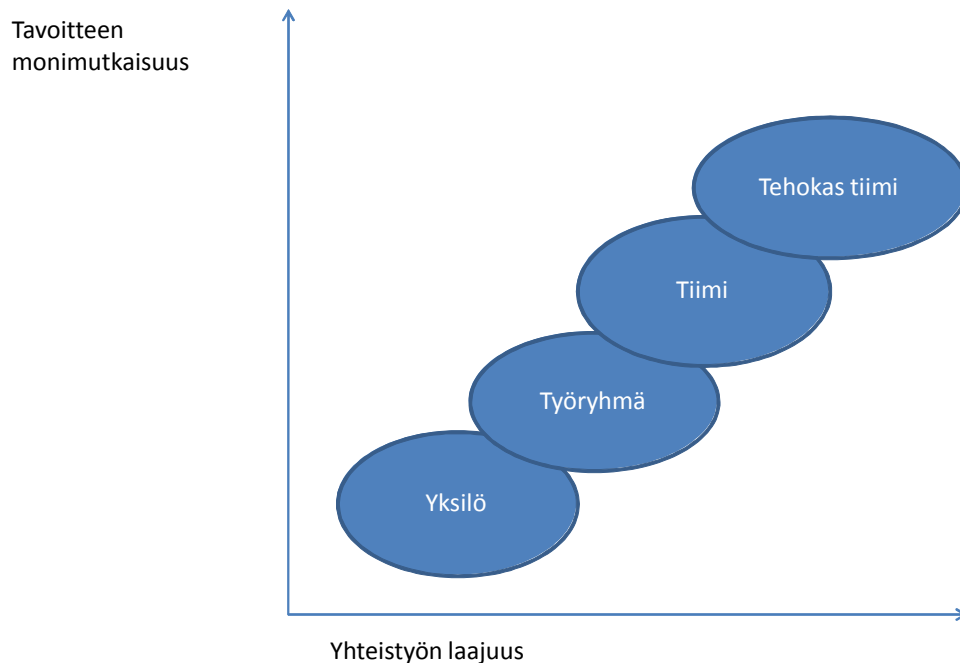 Tavoitteen
monimutkaisuus
Tehokas tiimi
Tiimi
Työryhmä
Yksilö
Yhteistyön laajuus